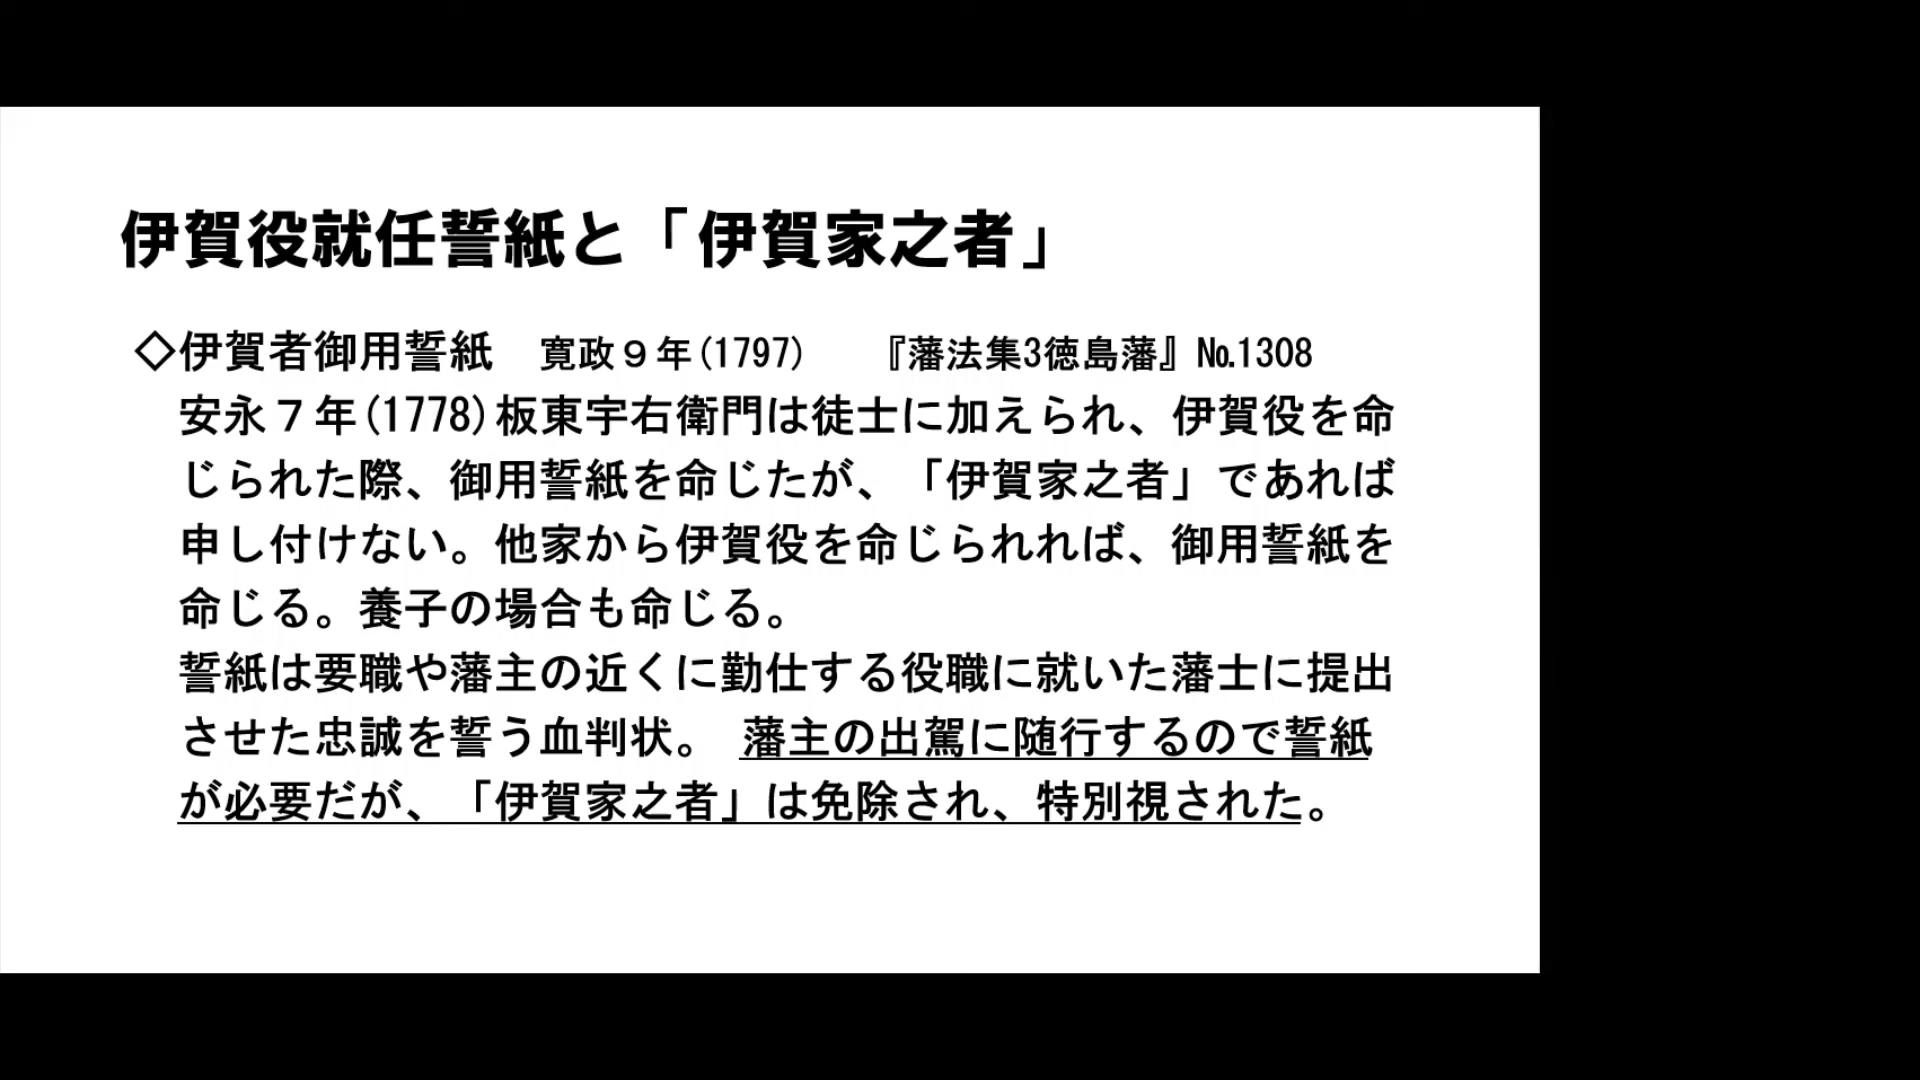 伊賀役就任誓紙と「伊賀家之者」
◇伊賀者御用誓紙　寛政９年(1797)　　『藩法集3徳島藩』№1308
安永７年(1778)板東宇右衛門は徒士に加えられ、伊賀役を命
じられた際、御用誓紙を命じたが、「伊賀家之者」であれば
申し付けない。他家から伊賀役を命じられれば、御用誓紙を
命じる。養子の場合も命じる。
誓紙は要職や藩主の近くに勤仕する役職に就いた藩士に提出
させた忠誠を誓う血判状。 藩主の出駕に随行するので誓紙
が必要だが、「伊賀家之者」は免除され、特別視された。